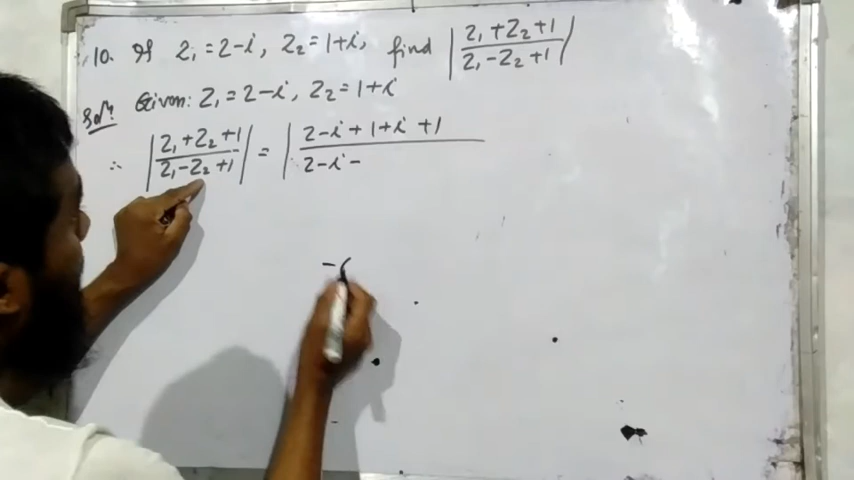 10. If z₁ = 2-i, z₂ = 1+i, find |(z₁+z₂+1)/(z₁-z₂+1)|
Solⁿ: Given: z₁ = 2-i, z₂ = 1+i
∴ |(z₁+z₂+1)/(z₁-z₂+1)| = |(2-i+1+i+1)/(2-i-
-(